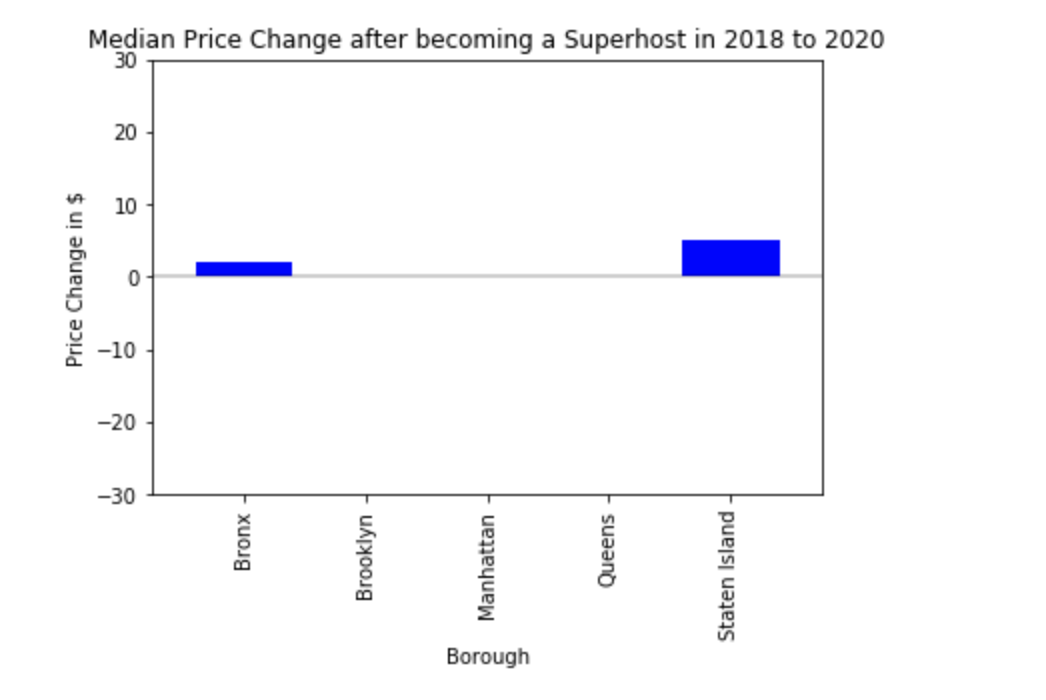 Median Price Change after becoming a Superhost in 2018 to 2020
30
20
10
0
−10
−20
−30
Price Change in $
Bronx
Brooklyn
Manhattan
Queens
Staten Island
Borough